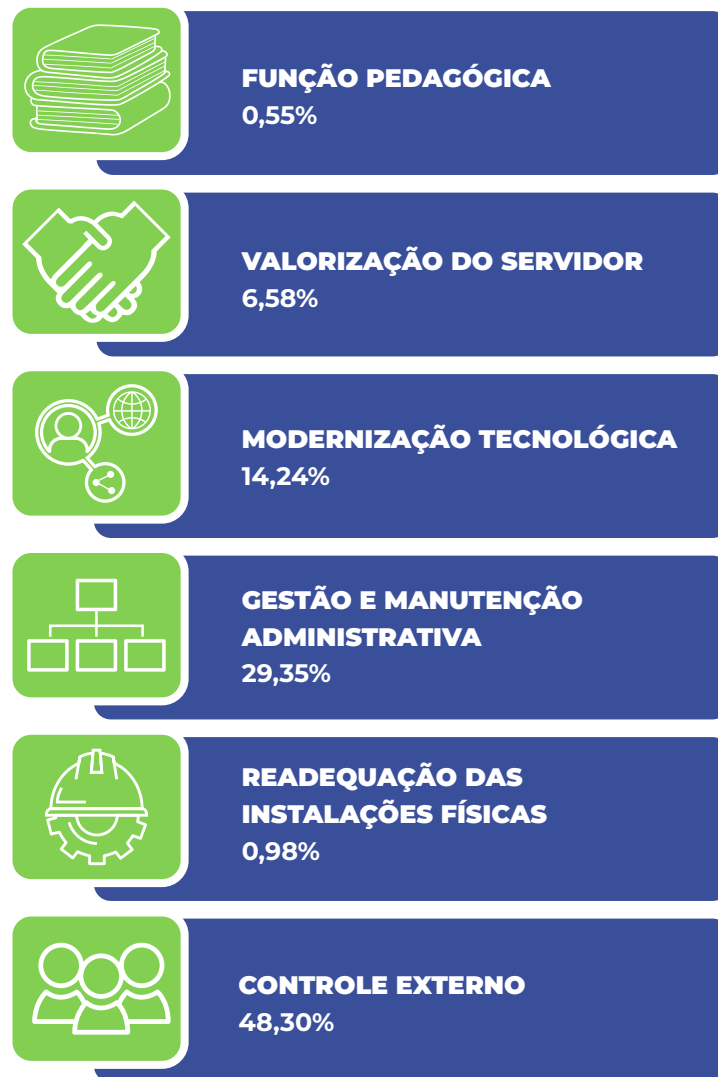 FUNÇÃO PEDAGÓGICA
0,55%
VALORIZAÇÃO DO SERVIDOR
6,58%
MODERNIZAÇÃO TECNOLÓGICA
14,24%
GESTÃO E MANUTENÇÃO
ADMINISTRATIVA
29,35%
READEQUAÇÃO DAS
INSTALAÇÕES FÍSICAS
0,98%
CONTROLE EXTERNO
48,30%